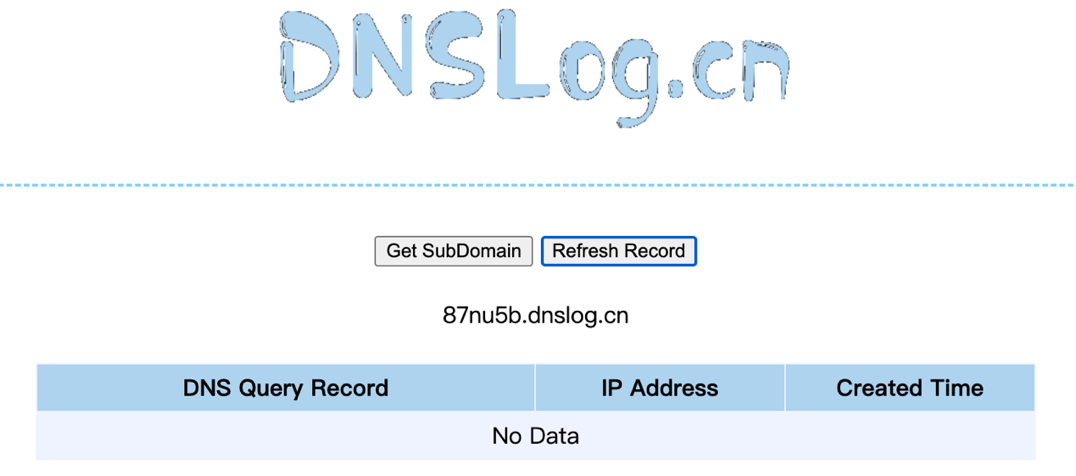 DNSLog.cn
Get SubDomain Refresh Record
87nu5b.dnslog.cn
DNS Query Record IP Address Created Time
No Data